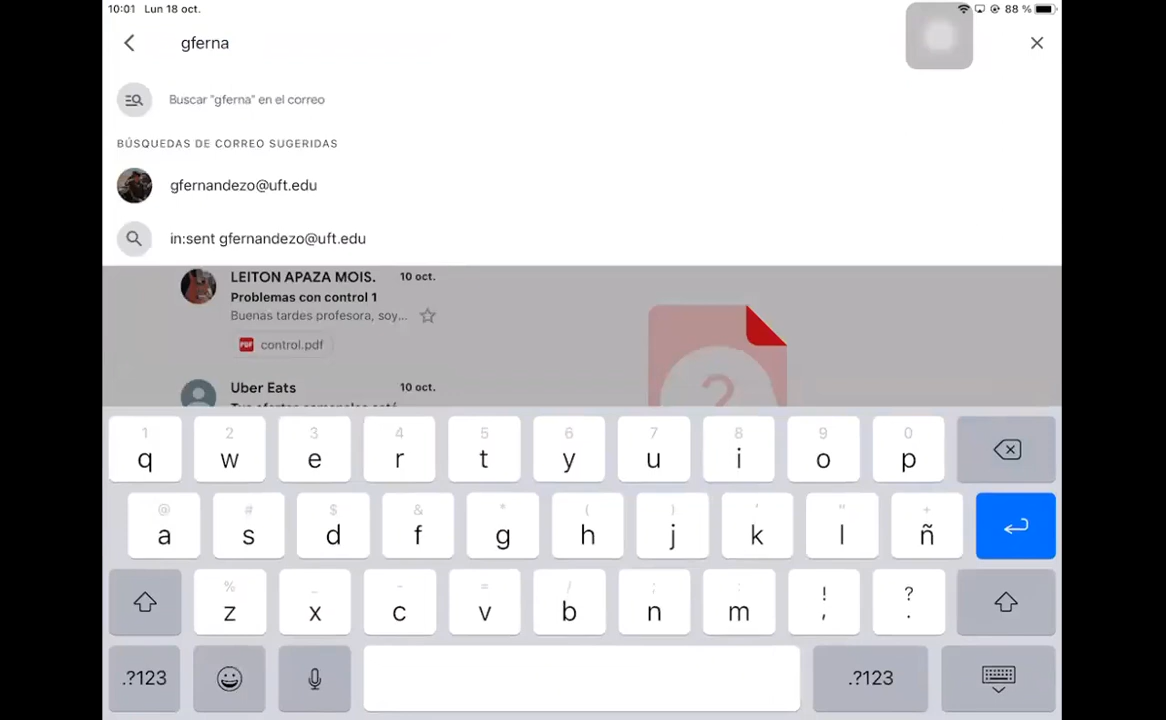 10:01 Lun 18 oct. 88 %
gferna
Buscar "gferna" en el correo
BÚSQUEDAS DE CORREO SUGERIDAS
gfernandezo@uft.edu
in:sent gfernandezo@uft.edu
LEITON APAZA MOIS. 10 oct.
Problemas con control 1
Buenas tardes profesora, soy...
PDF control.pdf
?
Uber Eats 10 oct.
1 2 3 4 5 6 7 8 9 0
q w e r t y u i o p
@ # $ & * ( ) ' " +
a s d f g h j k l ñ
% _ - = / ; : ! ?
z x c v b n m , .
.?123 .?123